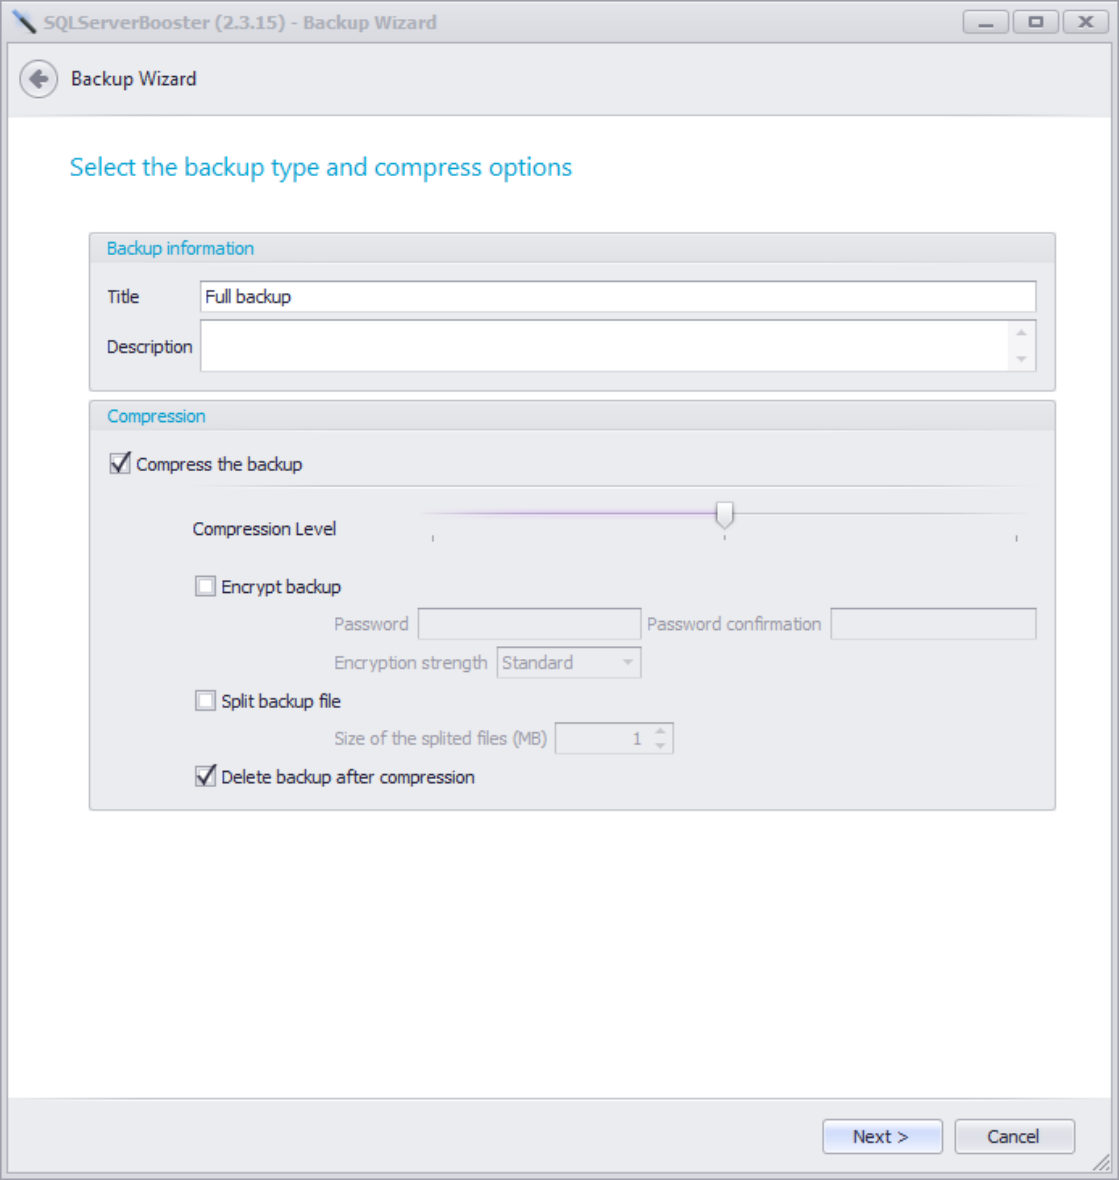 SQLServerBooster (2.3.15) - Backup Wizard
Backup Wizard
Select the backup type and compress options
Backup information
Title Full backup
Description
Compression
Compress the backup
Compression Level
Encrypt backup
Password Password confirmation
Encryption strength Standard
Split backup file
Size of the splited files (MB) 1
Delete backup after compression
Next > Cancel